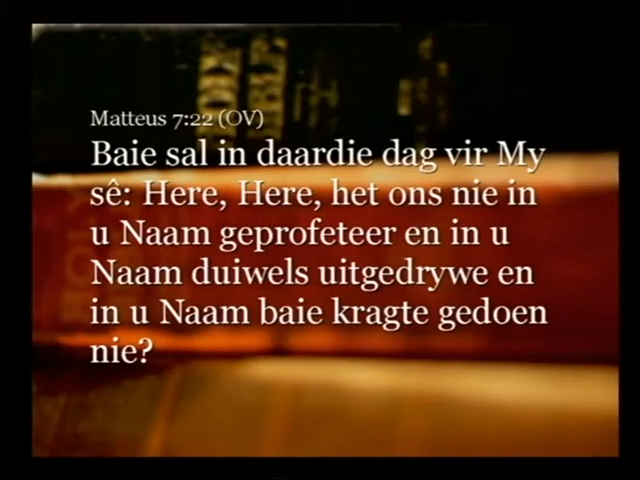 Matteus 7:22 (OV)
Baie sal in daardie dag vir My
sê: Here, Here, het ons nie in
u Naam geprofeteer en in u
Naam duiwels uitgedrywe en
in u Naam baie kragte gedoen
nie?